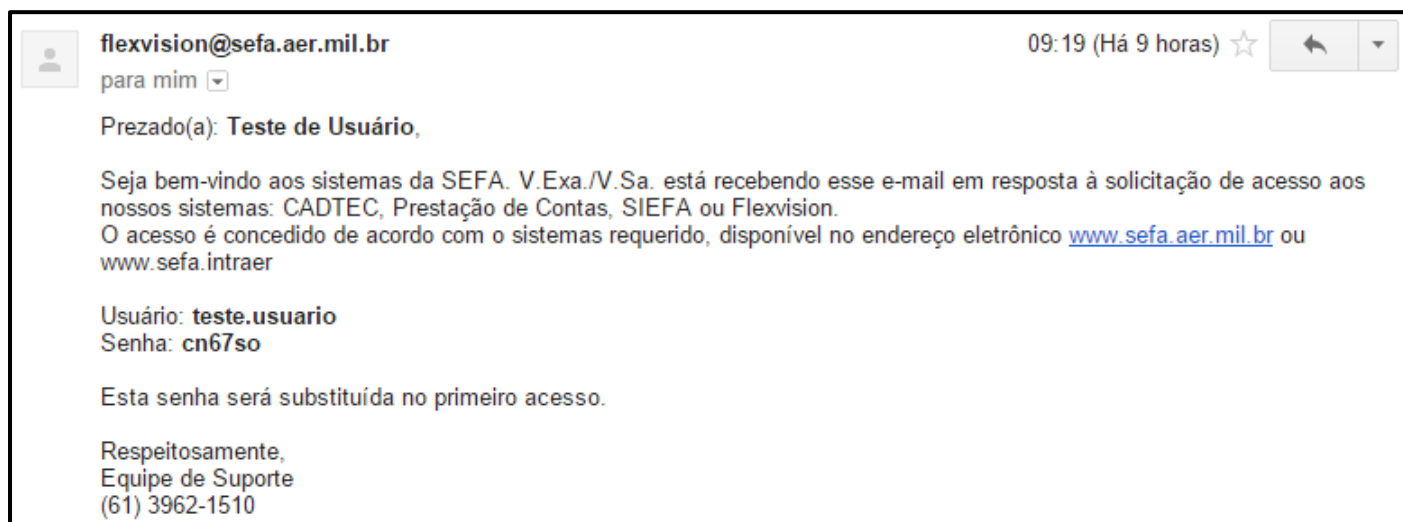 flexvision@sefa.aer.mil.br 09:19 (Há 9 horas)
para mim
Prezado(a): Teste de Usuário,
Seja bem-vindo aos sistemas da SEFA. V.Exa./V.Sa. está recebendo esse e-mail em resposta à solicitação de acesso aos
nossos sistemas: CADTEC, Prestação de Contas, SIEFA ou Flexvision.
O acesso é concedido de acordo com o sistemas requerido, disponível no endereço eletrônico www.sefa.aer.mil.br ou
www.sefa.intraer
Usuário: teste.usuario
Senha: cn67so
Esta senha será substituída no primeiro acesso.
Respeitosamente,
Equipe de Suporte
(61) 3962-1510